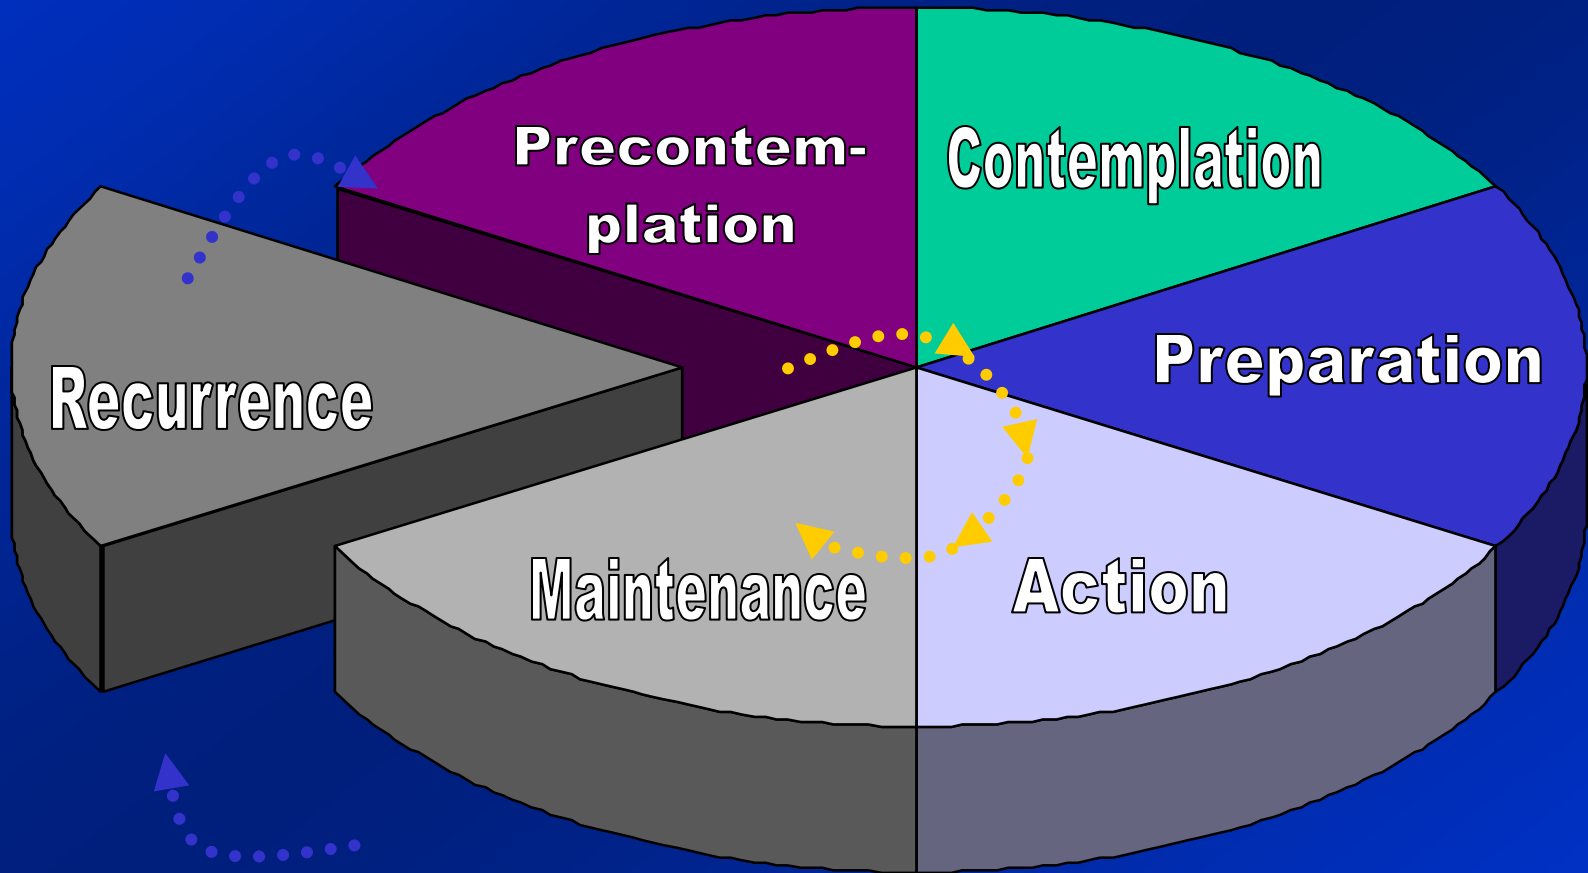 Precontem-
plation
Contemplation
Preparation
Action
Maintenance
Recurrence